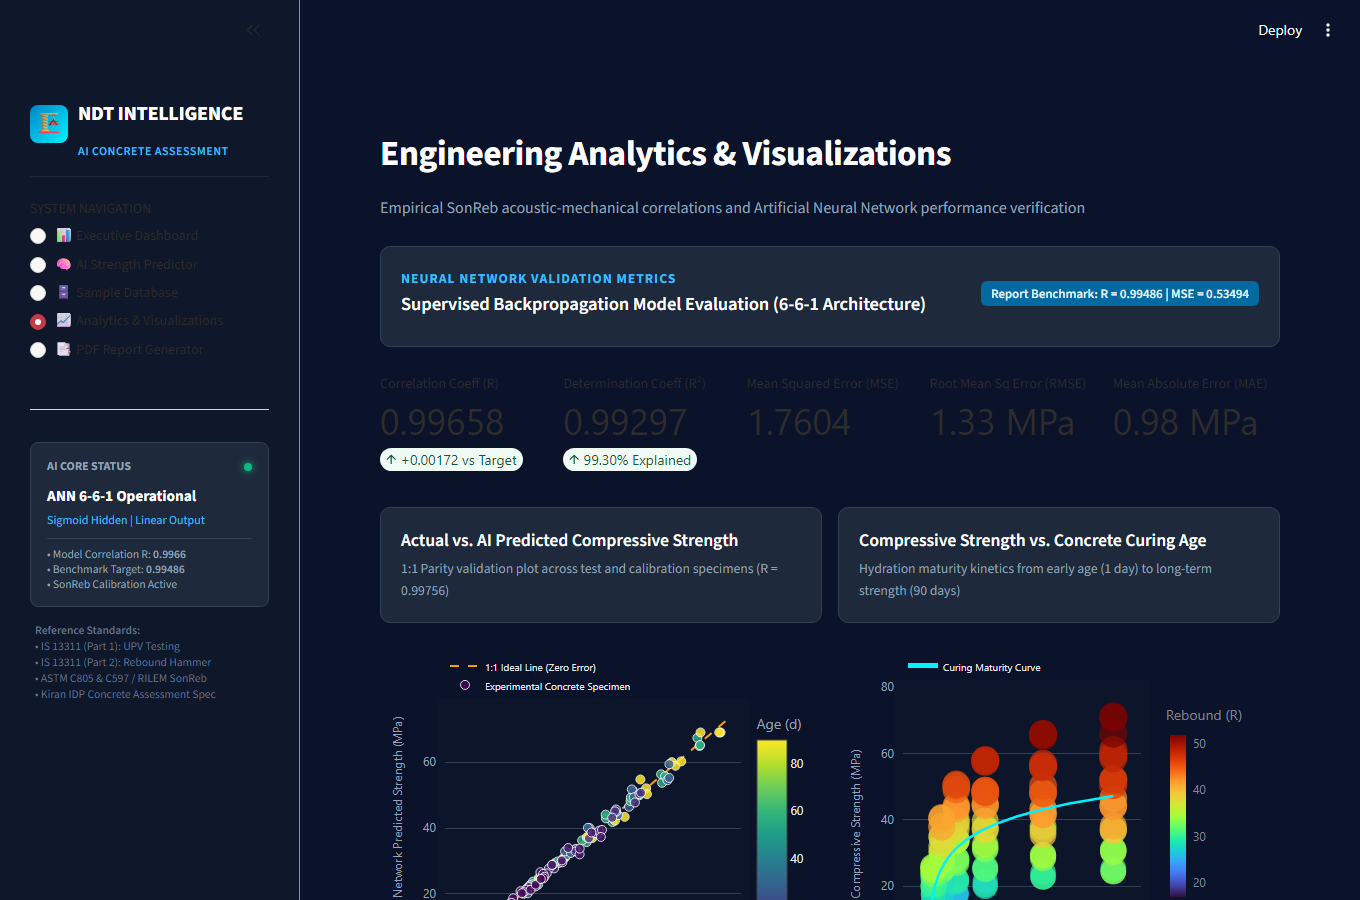 Deploy
NDT INTELLIGENCE
AI CONCRETE ASSESSMENT
SYSTEM NAVIGATION
Executive Dashboard
AI Strength Predictor
Sample Database
Analytics & Visualizations
PDF Report Generator
AI CORE STATUS
ANN 6-6-1 Operational
Sigmoid Hidden | Linear Output
• Model Correlation R: 0.9966
• Benchmark Target: 0.99486
• SonReb Calibration Active
Reference Standards:
• IS 13311 (Part 1): UPV Testing
• IS 13311 (Part 2): Rebound Hammer
• ASTM C805 & C597 / RILEM SonReb
• Kiran IDP Concrete Assessment Spec
Engineering Analytics & Visualizations
Empirical SonReb acoustic-mechanical correlations and Artificial Neural Network performance verification
NEURAL NETWORK VALIDATION METRICS
Supervised Backpropagation Model Evaluation (6-6-1 Architecture)
Report Benchmark: R = 0.99486 | MSE = 0.53494
Correlation Coeff (R)
0.99658
↑ +0.00172 vs Target
Determination Coeff (R²)
0.99297
↑ 99.30% Explained
Mean Squared Error (MSE)
1.7604
Root Mean Sq Error (RMSE)
1.33 MPa
Mean Absolute Error (MAE)
0.98 MPa
Actual vs. AI Predicted Compressive Strength
1:1 Parity validation plot across test and calibration specimens (R =
0.99756)
Compressive Strength vs. Concrete Curing Age
Hydration maturity kinetics from early age (1 day) to long-term
strength (90 days)
1:1 Ideal Line (Zero Error)
Experimental Concrete Specimen
Network Predicted Strength (MPa)
60
40
20
Age (d)
80
60
40
Curing Maturity Curve
Compressive Strength (MPa)
80
60
40
20
Rebound (R)
50
40
30
20